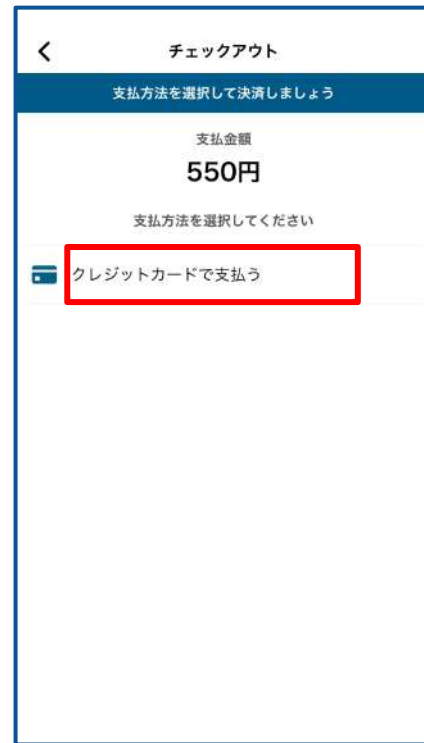 チェックアウト
支払方法を選択して決済しましょう
支払金額
550円
支払方法を選択してください
クレジットカードで支払う